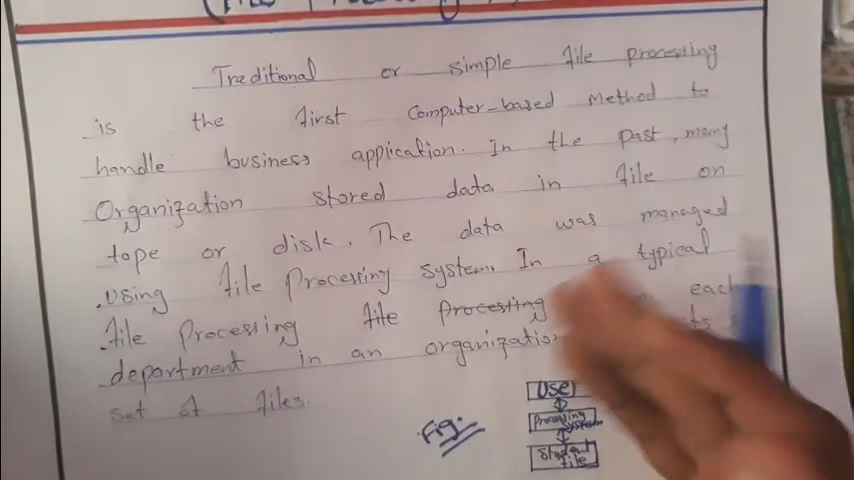 Traditional or simple file processing
is the first Computer-based Method to
handle business application. In the past, many
Organization stored data in file on
tape or disk. The data was managed
using file Processing system. In a typical
file Processing file Processing each
department in an organization
set of files.
Fig:
User
Processing System
Student file